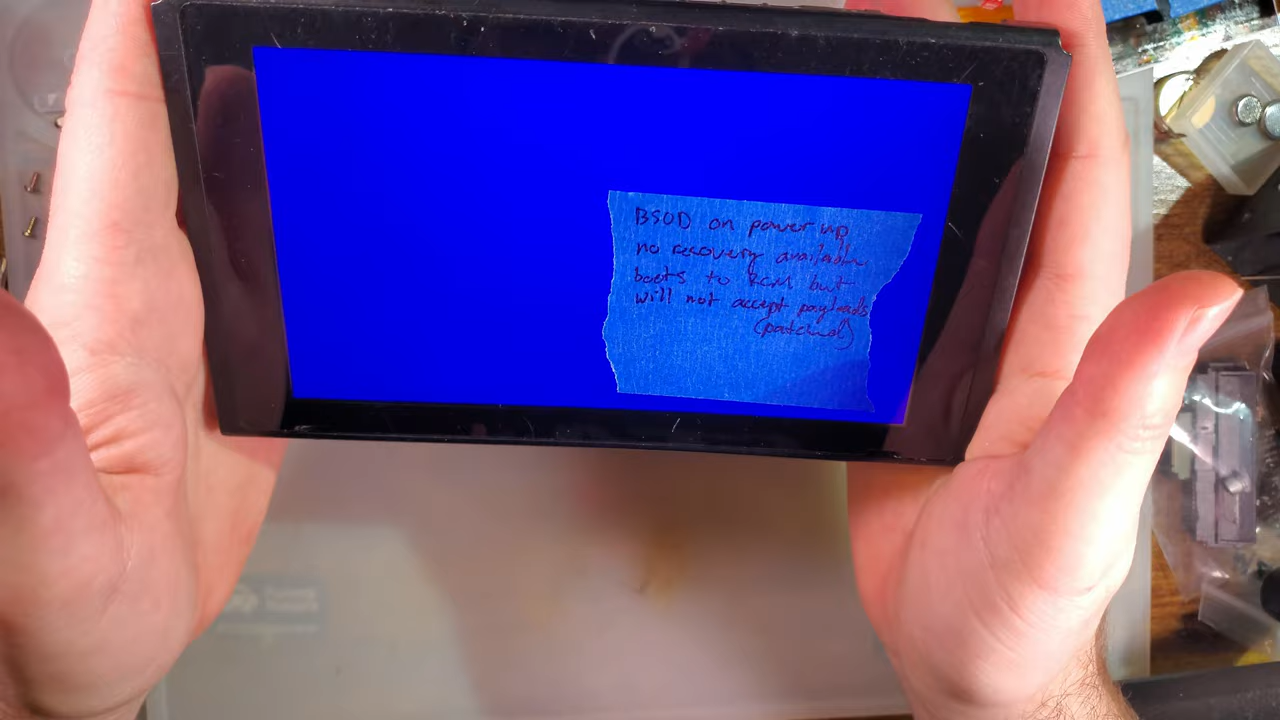 BSOD on power up
no recovery available
boots to RCM but
will not accept payloads
(patched)